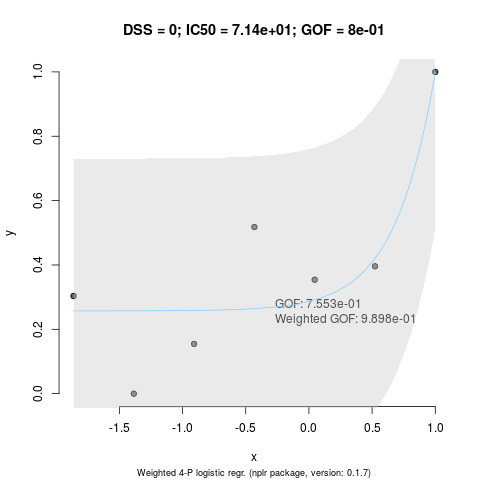 DSS = 0; IC50 = 7.14e+01; GOF = 8e-01
1.0
0.8
0.6
0.4
0.2
0.0
y
GOF: 7.553e-01
Weighted GOF: 9.898e-01
-1.5 -1.0 -0.5 0.0 0.5 1.0
x
Weighted 4-P logistic regr. (nplr package, version: 0.1.7)